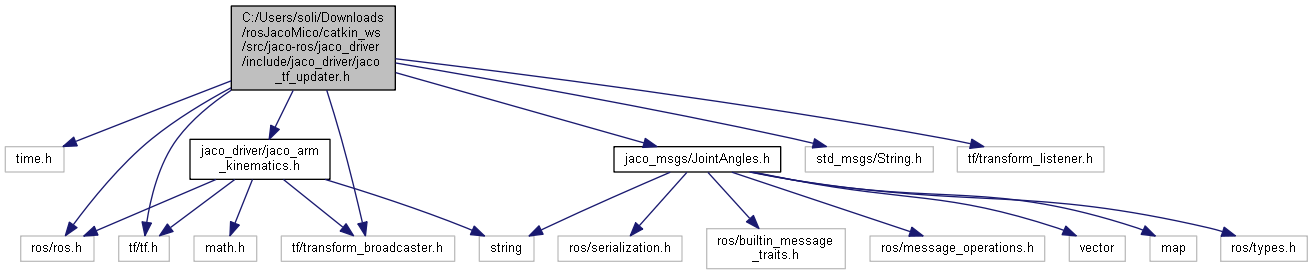 C:/Users/soli/Downloads
/rosJacoMico/catkin_ws
/src/jaco-ros/jaco_driver
/include/jaco_driver/jaco
_tf_updater.h
time.h
jaco_driver/jaco_arm
_kinematics.h
jaco_msgs/JointAngles.h
std_msgs/String.h
tf/transform_listener.h
ros/ros.h
tf/tf.h
math.h
tf/transform_broadcaster.h
string
ros/serialization.h
ros/builtin_message
_traits.h
ros/message_operations.h
vector
map
ros/types.h